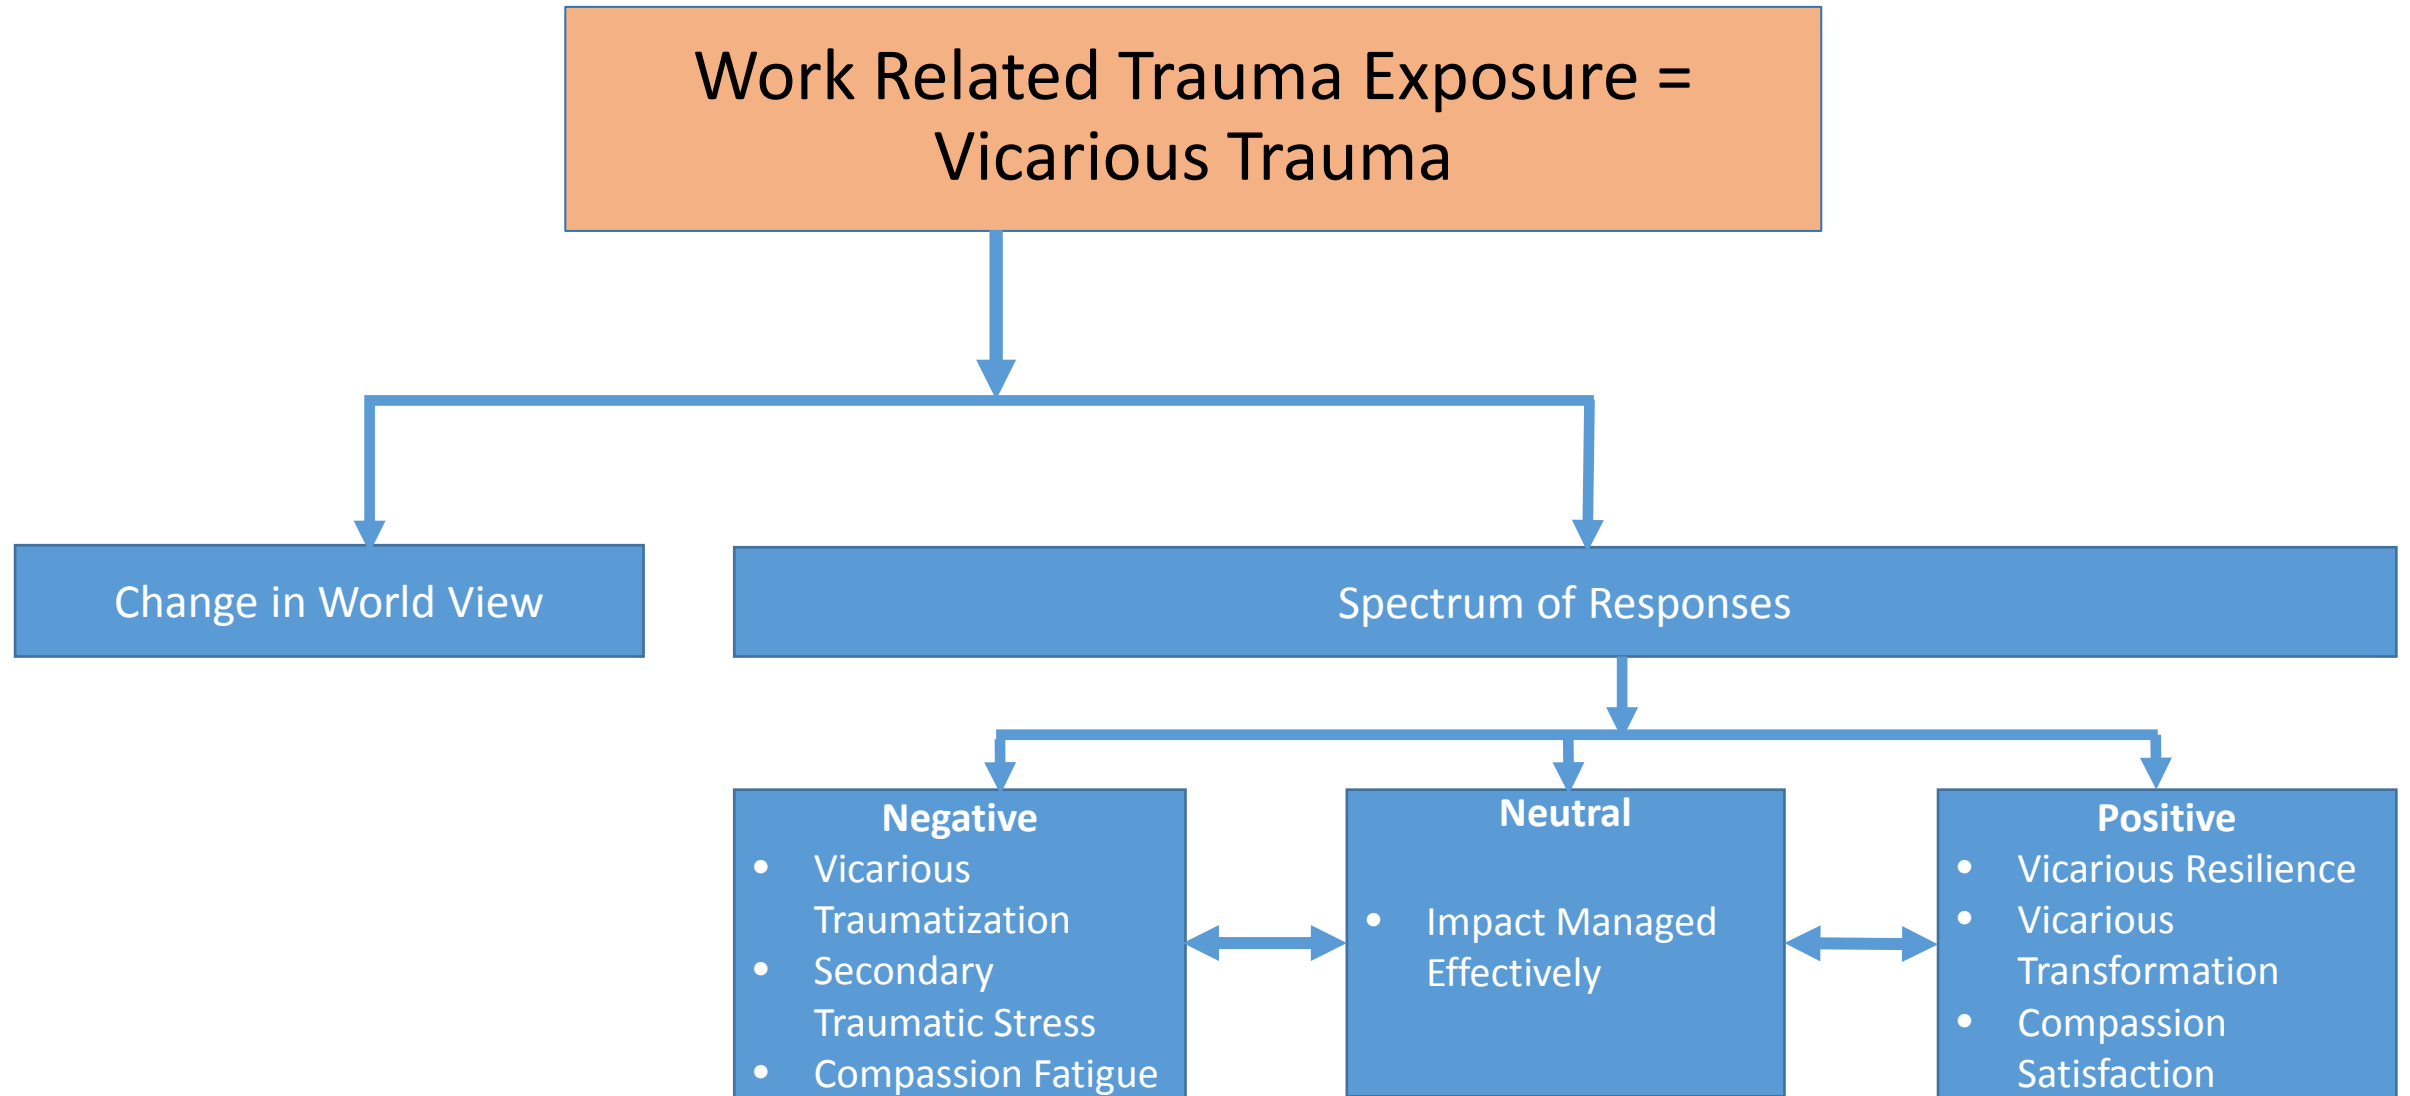 Work Related Trauma Exposure =
Vicarious Trauma
Change in World View
Spectrum of Responses
Negative
• Vicarious
Traumatization
• Secondary
Traumatic Stress
• Compassion Fatigue
Neutral
• Impact Managed
Effectively
Positive
• Vicarious Resilience
• Vicarious
Transformation
• Compassion
Satisfaction